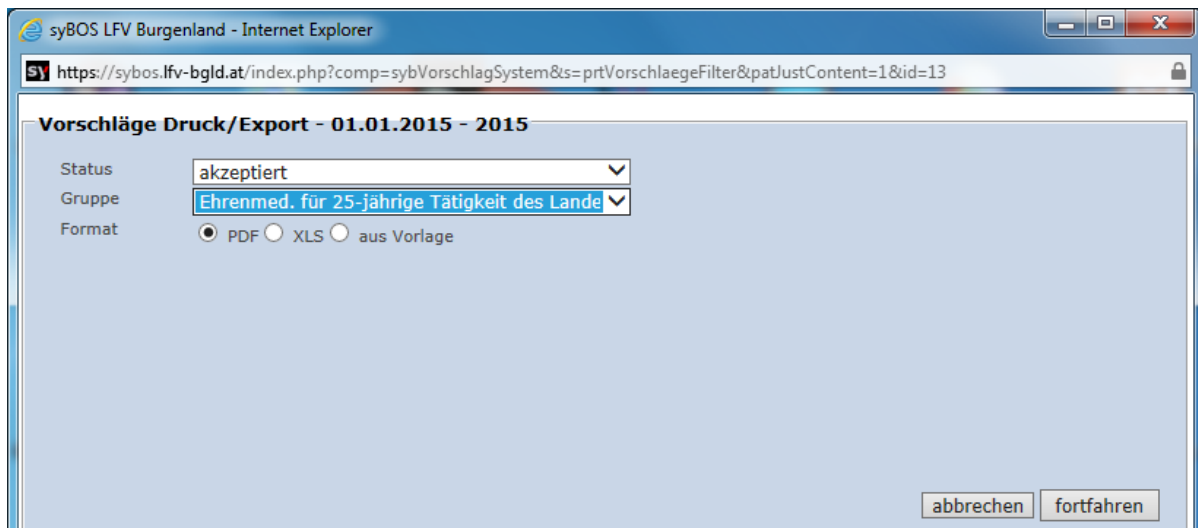 syBOS LFV Burgenland - Internet Explorer
sy https://sybos.lfv-bgld.at/index.php?comp=sybVorschlagSystem&s=prtVorschlaegeFilter&patJustContent=1&id=13
Vorschläge Druck/Export - 01.01.2015 - 2015
Status akzeptiert
Gruppe Ehrenmed. für 25-jährige Tätigkeit des Lande
Format PDF XLS aus Vorlage
abbrechen fortfahren